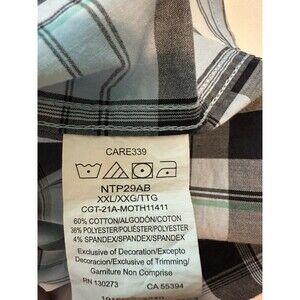 CARE339
NTP29AB
XXL/XXG/TTG
CGT-21A-MOTH11411
60% COTTON/ALGODÓN/COTON
36% POLYESTER/POLIÉSTER/POLYESTER
4% SPANDEX/SPANDEX/SPANDEX
Exclusive of Decoration/Excepto
Decoracion/Exclusive of Trimming/
Garniture Non Comprise
RN 130273 CA 55394